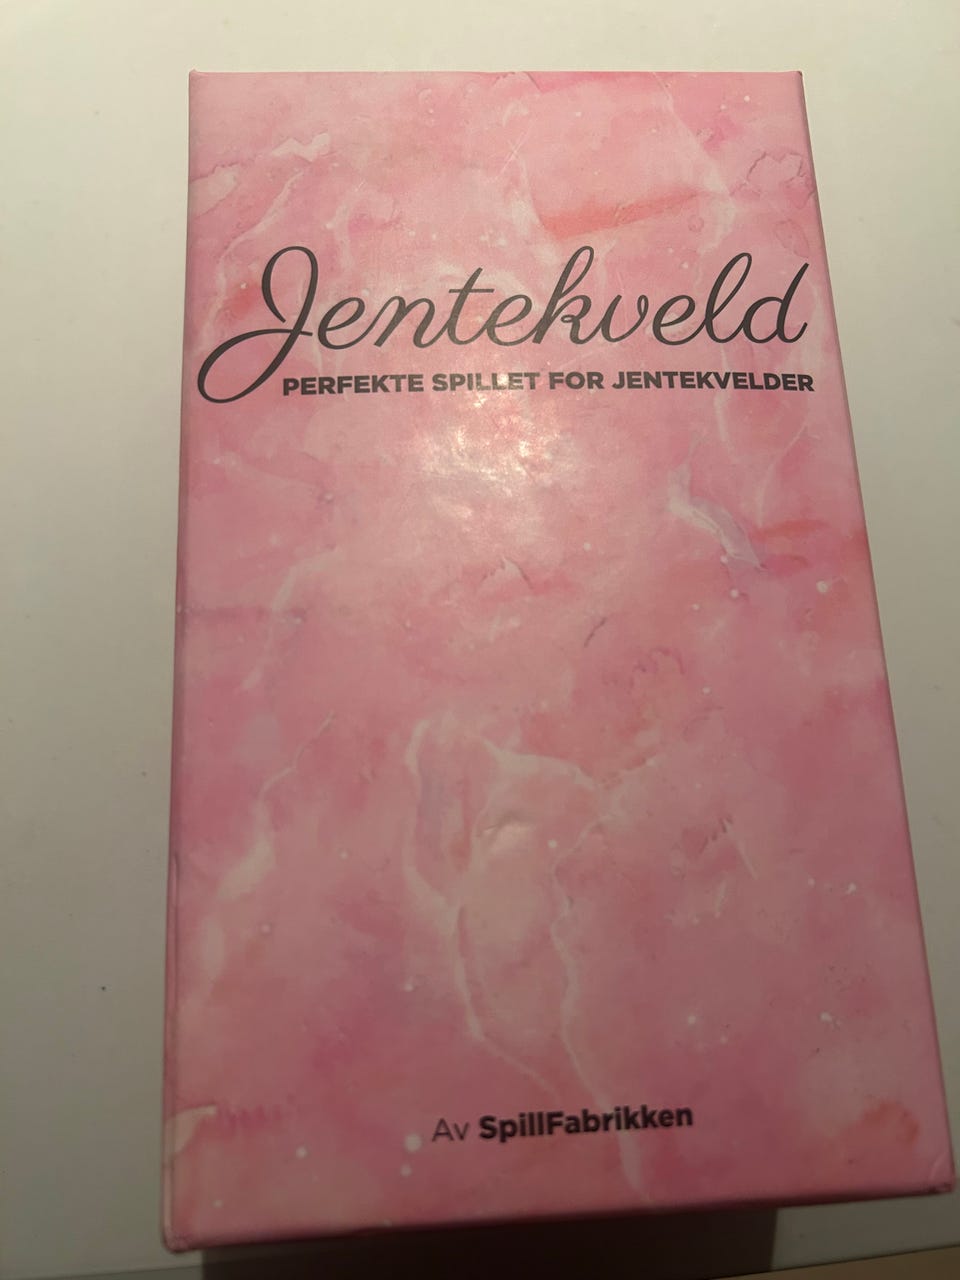 Jentekveld
PERFEKTE SPILLET FOR JENTEKVELDER
Av SpillFabrikken